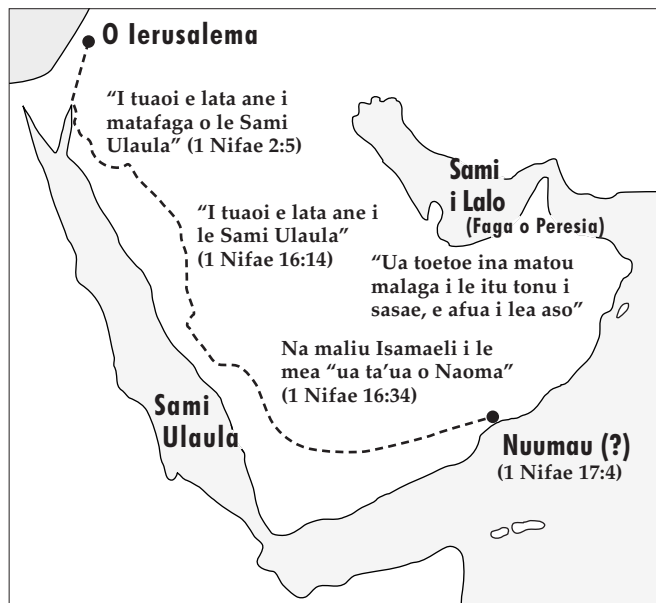 O Ierusalema
“I tuaoi e lata ane i
matafaga o le Sami
Ulaula” (1 Nifae 2:5)
Sami
i Lalo
(Faga o Peresia)
“I tuaoi e lata ane i
le Sami Ulaula”
(1 Nifae 16:14)
“Ua toetoe ina matou
malaga i le itu tonu i
sasae, e afua i lea aso”
Na maliu Isamaeli i le
mea “ua ta'ua o Naoma”
(1 Nifae 16:34)
Sami
Ulaula
Nuumau (?)
(1 Nifae 17:4)